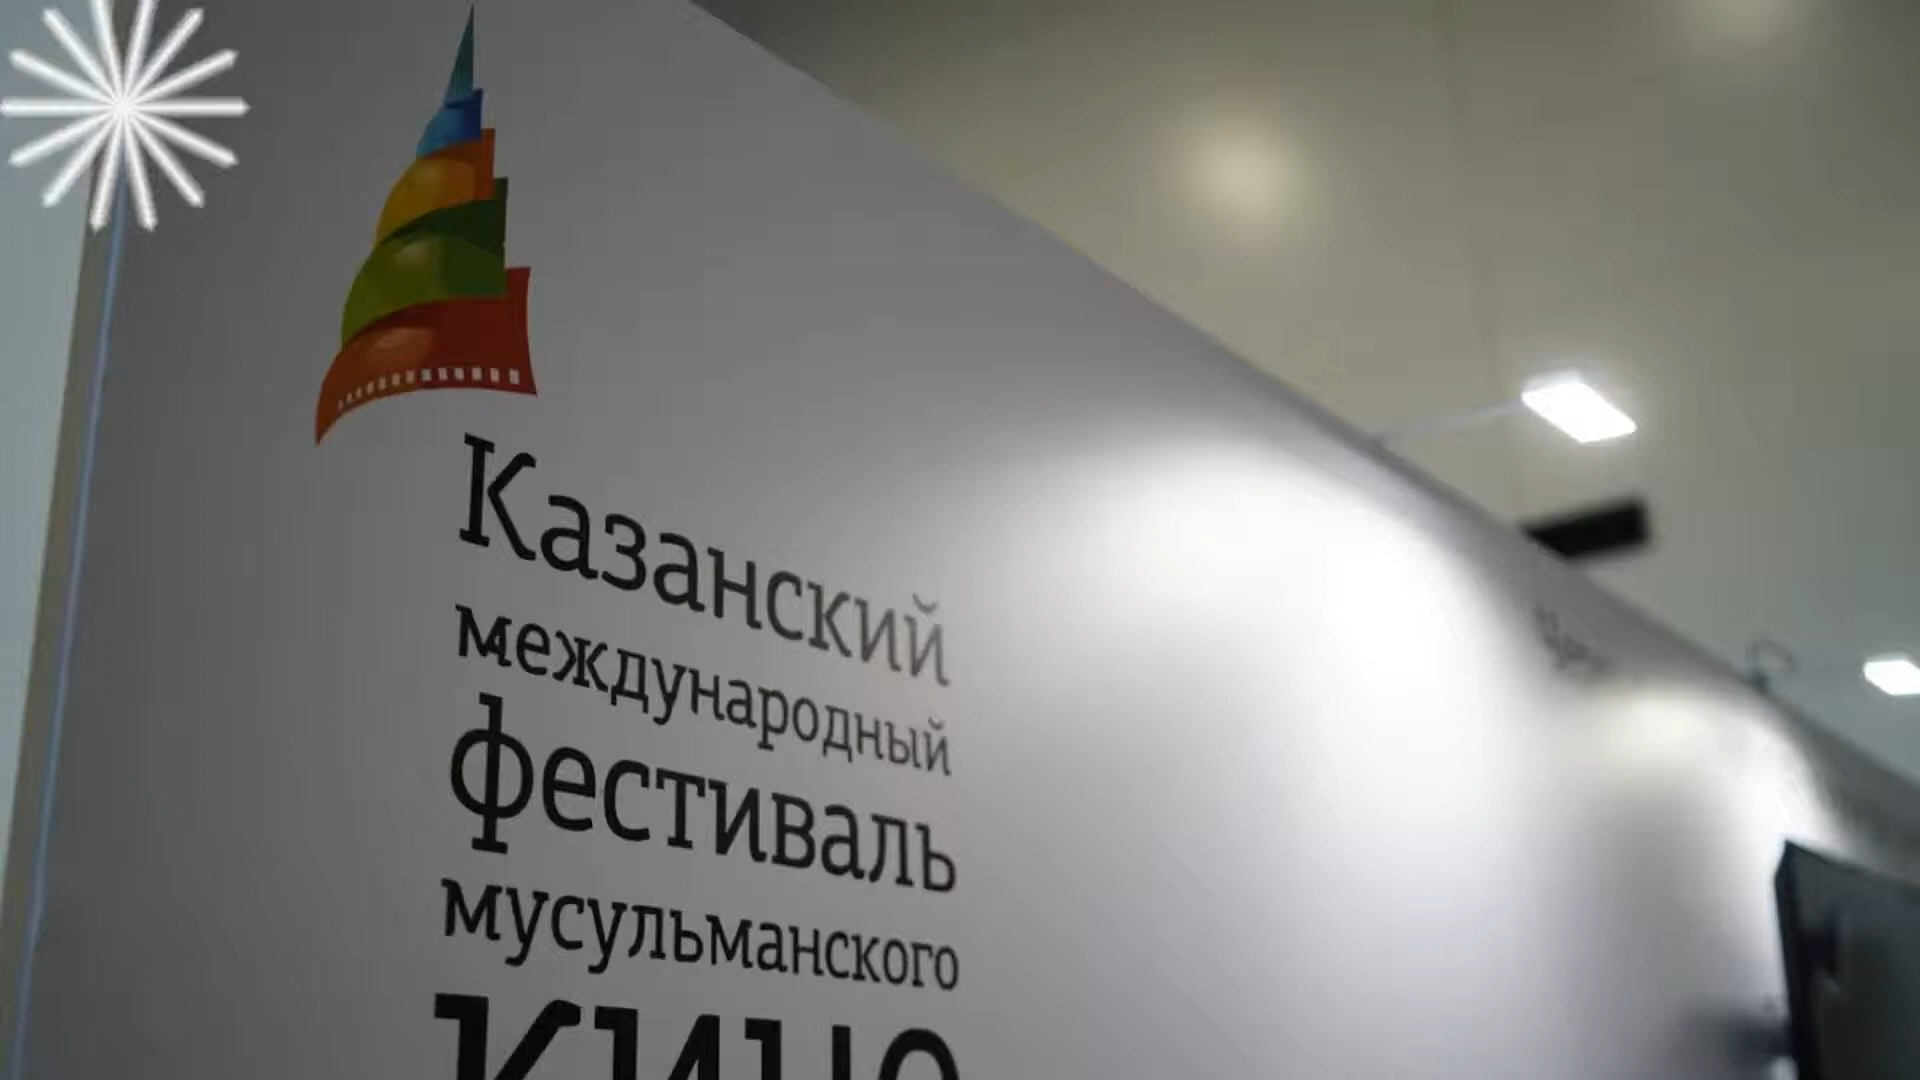 Казанский
международный
фестиваль
мусульманского
кино